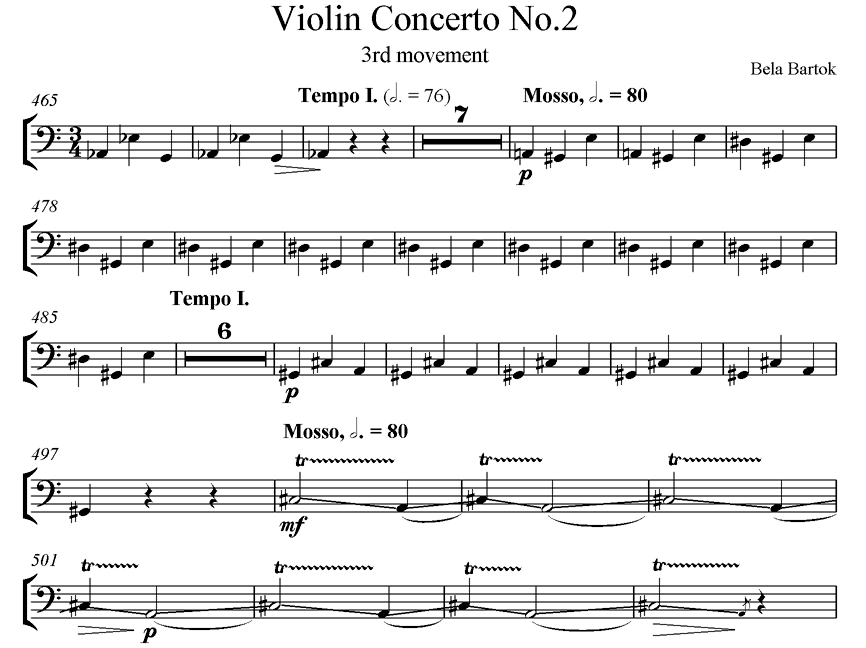 Violin Concerto No.2
3rd movement
Bela Bartok
465
Tempo I. (𝅗𝅥. = 76)
Mosso, 𝅗𝅥. = 80
3
4
7
p
478
485
Tempo I.
6
p
497
Mosso, 𝅗𝅥. = 80
tr tr tr
mf
501
tr tr tr tr
p